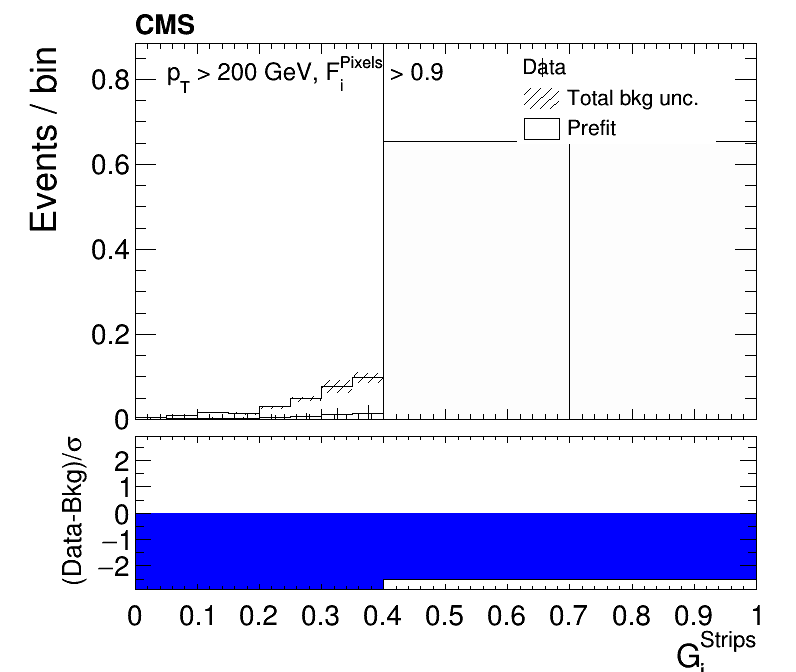 CMS
Events / bin
p_T > 200 GeV, F_i^Pixels > 0.9
Data
Total bkg unc.
Prefit
0.8
0.6
0.4
0.2
0
(Data-Bkg)/σ
2
1
0
−1
−2
0 0.1 0.2 0.3 0.4 0.5 0.6 0.7 0.8 0.9 1
G_i^Strips